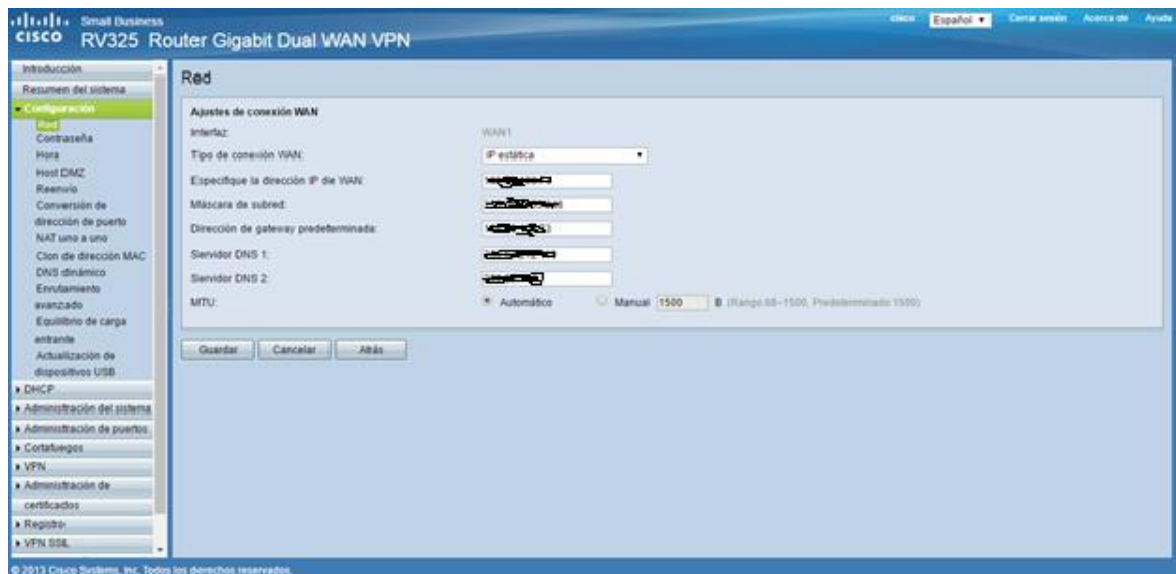 Small Business
cisco Español Cerrar sesión Acerca de Ayuda
CISCO RV325 Router Gigabit Dual WAN VPN
Introducción
Resumen del sistema
Configuración
Red
Contraseña
Hora
Host DMZ
Reenvío
Conversión de
dirección de puerto
NAT uno a uno
Clon de dirección MAC
DNS dinámico
Enrutamiento
avanzado
Equilibrio de carga
entrante
Actualización de
dispositivos USB
DHCP
Administración del sistema
Administración de puertos
Cortafuegos
VPN
Administración de
certificados
Registro
VPN SSL
Red
Ajustes de conexión WAN
Interfaz: WAN1
Tipo de conexión WAN: IP estática
Especifique la dirección IP de WAN:
Máscara de subred:
Dirección de gateway predeterminada:
Servidor DNS 1:
Servidor DNS 2:
MTU: Automático Manual 1500 B (Rango:68~1500, Predeterminado:1500)
Guardar Cancelar Atrás
© 2013 Cisco Systems, Inc. Todos los derechos reservados.